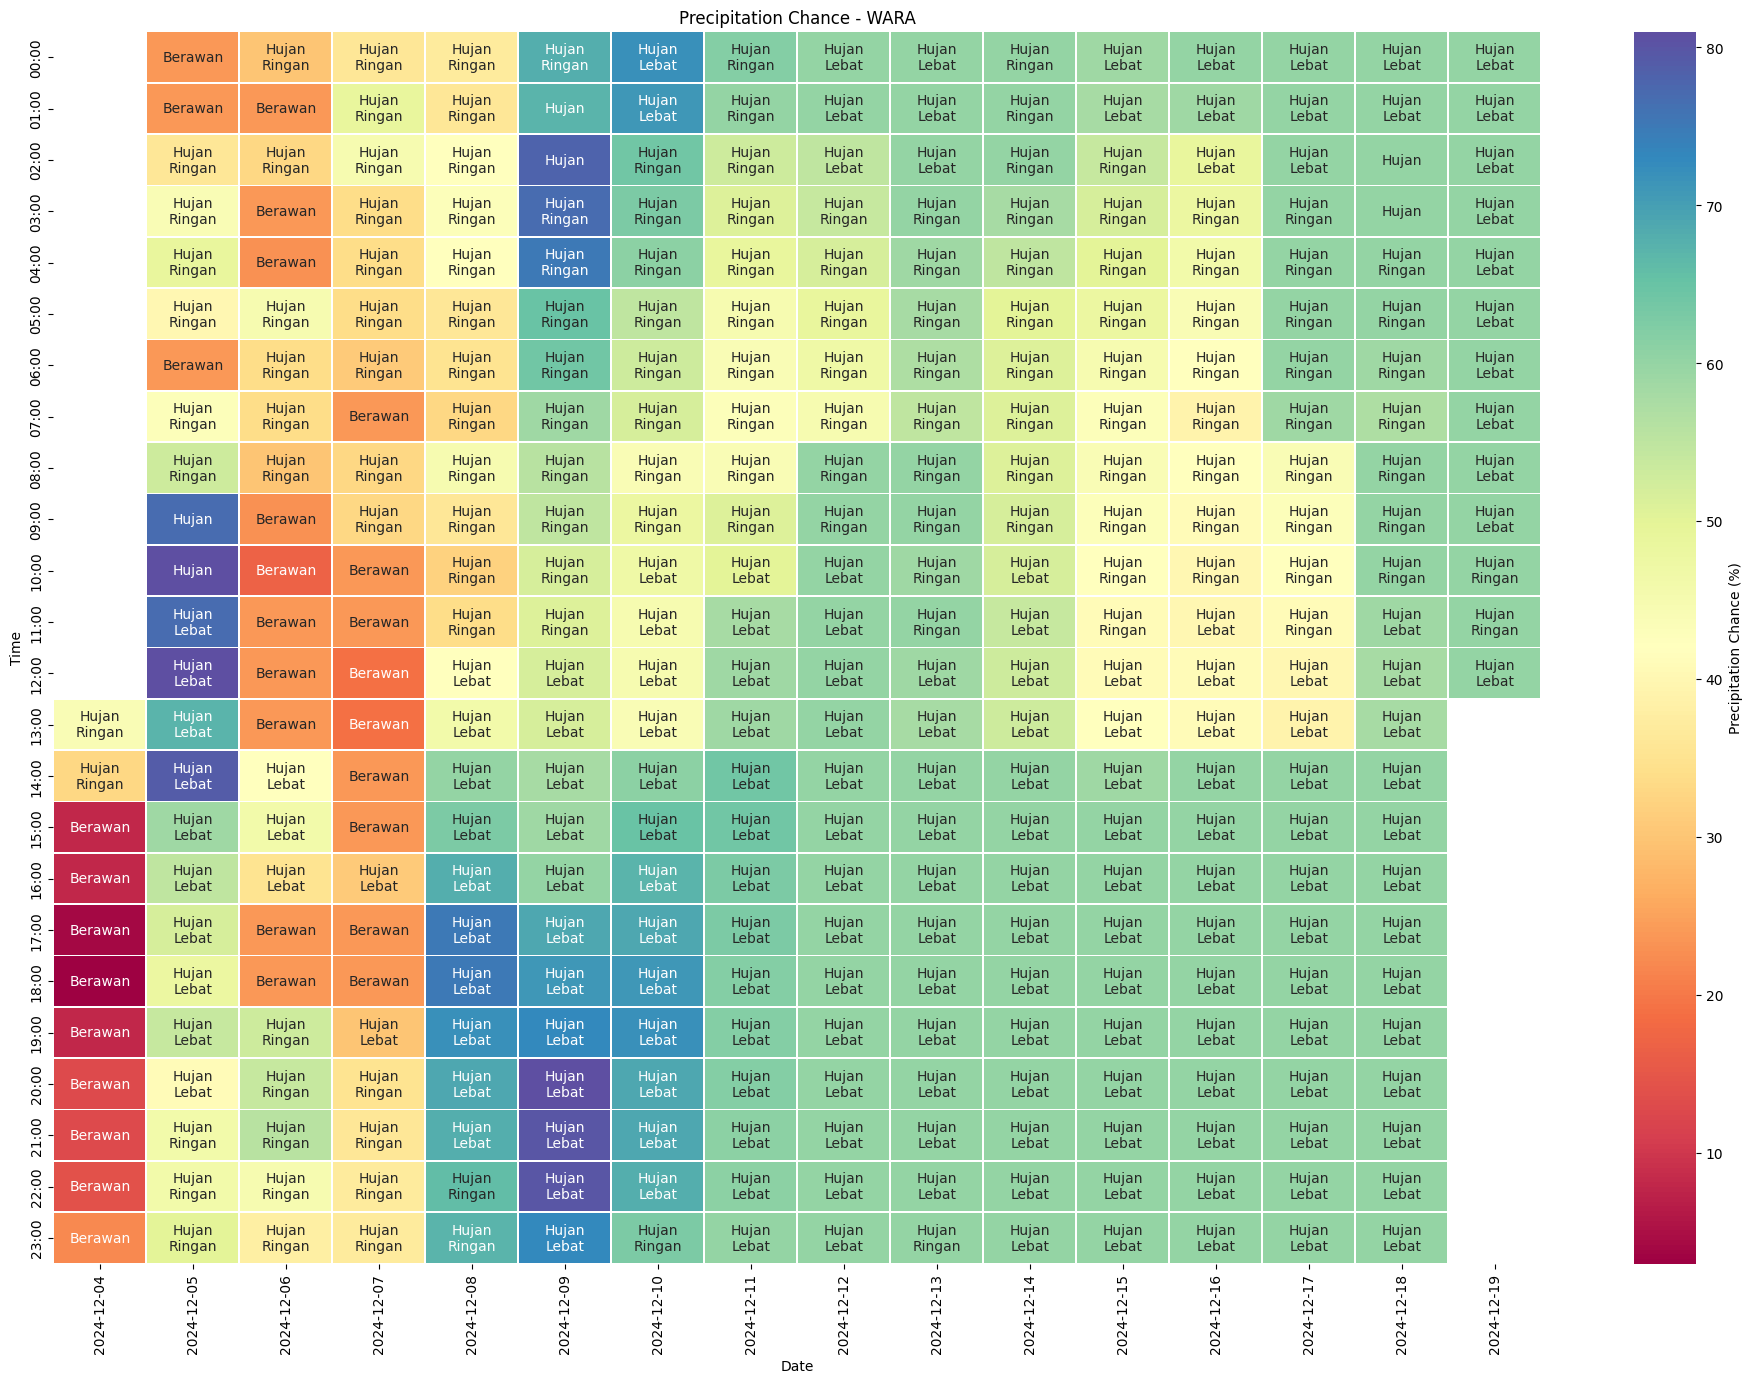 Precipitation Chance - WARA
00:00 Berawan Hujan Ringan Hujan Ringan Hujan Ringan Hujan Ringan Hujan Lebat Hujan Ringan Hujan Lebat Hujan Lebat Hujan Ringan Hujan Lebat Hujan Lebat Hujan Lebat Hujan Lebat Hujan Lebat
01:00 Berawan Berawan Hujan Ringan Hujan Ringan Hujan Hujan Lebat Hujan Ringan Hujan Lebat Hujan Lebat Hujan Ringan Hujan Lebat Hujan Lebat Hujan Lebat Hujan Lebat Hujan Lebat
02:00 Hujan Ringan Hujan Ringan Hujan Ringan Hujan Ringan Hujan Hujan Ringan Hujan Ringan Hujan Lebat Hujan Lebat Hujan Ringan Hujan Ringan Hujan Lebat Hujan Lebat Hujan Hujan Lebat
03:00 Hujan Ringan Berawan Hujan Ringan Hujan Ringan Hujan Ringan Hujan Ringan Hujan Ringan Hujan Ringan Hujan Ringan Hujan Ringan Hujan Ringan Hujan Ringan Hujan Ringan Hujan Hujan Lebat
04:00 Hujan Ringan Berawan Hujan Ringan Hujan Ringan Hujan Ringan Hujan Ringan Hujan Ringan Hujan Ringan Hujan Ringan Hujan Ringan Hujan Ringan Hujan Ringan Hujan Ringan Hujan Ringan Hujan Lebat
05:00 Hujan Ringan Hujan Ringan Hujan Ringan Hujan Ringan Hujan Ringan Hujan Ringan Hujan Ringan Hujan Ringan Hujan Ringan Hujan Ringan Hujan Ringan Hujan Ringan Hujan Ringan Hujan Ringan Hujan Lebat
06:00 Berawan Hujan Ringan Hujan Ringan Hujan Ringan Hujan Ringan Hujan Ringan Hujan Ringan Hujan Ringan Hujan Ringan Hujan Ringan Hujan Ringan Hujan Ringan Hujan Ringan Hujan Ringan Hujan Lebat
07:00 Hujan Ringan Hujan Ringan Berawan Hujan Ringan Hujan Ringan Hujan Ringan Hujan Ringan Hujan Ringan Hujan Ringan Hujan Ringan Hujan Ringan Hujan Ringan Hujan Ringan Hujan Ringan Hujan Lebat
08:00 Hujan Ringan Hujan Ringan Hujan Ringan Hujan Ringan Hujan Ringan Hujan Ringan Hujan Ringan Hujan Ringan Hujan Ringan Hujan Ringan Hujan Ringan Hujan Ringan Hujan Ringan Hujan Ringan Hujan Lebat
09:00 Hujan Berawan Hujan Ringan Hujan Ringan Hujan Ringan Hujan Ringan Hujan Ringan Hujan Ringan Hujan Ringan Hujan Ringan Hujan Ringan Hujan Ringan Hujan Ringan Hujan Ringan Hujan Lebat
10:00 Hujan Berawan Berawan Hujan Ringan Hujan Ringan Hujan Lebat Hujan Lebat Hujan Lebat Hujan Ringan Hujan Lebat Hujan Ringan Hujan Ringan Hujan Ringan Hujan Ringan Hujan Ringan
11:00 Hujan Lebat Berawan Berawan Hujan Ringan Hujan Ringan Hujan Lebat Hujan Lebat Hujan Lebat Hujan Ringan Hujan Lebat Hujan Ringan Hujan Lebat Hujan Ringan Hujan Lebat Hujan Ringan
12:00 Hujan Lebat Berawan Berawan Hujan Lebat Hujan Lebat Hujan Lebat Hujan Lebat Hujan Lebat Hujan Lebat Hujan Lebat Hujan Lebat Hujan Lebat Hujan Lebat Hujan Lebat Hujan Lebat
13:00 Hujan Ringan Hujan Lebat Berawan Berawan Hujan Lebat Hujan Lebat Hujan Lebat Hujan Lebat Hujan Lebat Hujan Lebat Hujan Lebat Hujan Lebat Hujan Lebat Hujan Lebat Hujan Lebat
14:00 Hujan Ringan Hujan Lebat Hujan Lebat Berawan Hujan Lebat Hujan Lebat Hujan Lebat Hujan Lebat Hujan Lebat Hujan Lebat Hujan Lebat Hujan Lebat Hujan Lebat Hujan Lebat Hujan Lebat
15:00 Berawan Hujan Lebat Hujan Lebat Berawan Hujan Lebat Hujan Lebat Hujan Lebat Hujan Lebat Hujan Lebat Hujan Lebat Hujan Lebat Hujan Lebat Hujan Lebat Hujan Lebat Hujan Lebat
16:00 Berawan Hujan Lebat Hujan Lebat Hujan Lebat Hujan Lebat Hujan Lebat Hujan Lebat Hujan Lebat Hujan Lebat Hujan Lebat Hujan Lebat Hujan Lebat Hujan Lebat Hujan Lebat Hujan Lebat
17:00 Berawan Hujan Lebat Berawan Berawan Hujan Lebat Hujan Lebat Hujan Lebat Hujan Lebat Hujan Lebat Hujan Lebat Hujan Lebat Hujan Lebat Hujan Lebat Hujan Lebat Hujan Lebat
18:00 Berawan Hujan Lebat Berawan Berawan Hujan Lebat Hujan Lebat Hujan Lebat Hujan Lebat Hujan Lebat Hujan Lebat Hujan Lebat Hujan Lebat Hujan Lebat Hujan Lebat Hujan Lebat
19:00 Berawan Hujan Lebat Hujan Ringan Hujan Lebat Hujan Lebat Hujan Lebat Hujan Lebat Hujan Lebat Hujan Lebat Hujan Lebat Hujan Lebat Hujan Lebat Hujan Lebat Hujan Lebat Hujan Lebat
20:00 Berawan Hujan Lebat Hujan Ringan Hujan Ringan Hujan Lebat Hujan Lebat Hujan Lebat Hujan Lebat Hujan Lebat Hujan Lebat Hujan Lebat Hujan Lebat Hujan Lebat Hujan Lebat Hujan Lebat
21:00 Berawan Hujan Ringan Hujan Ringan Hujan Ringan Hujan Lebat Hujan Lebat Hujan Lebat Hujan Lebat Hujan Lebat Hujan Lebat Hujan Lebat Hujan Lebat Hujan Lebat Hujan Lebat Hujan Lebat
22:00 Berawan Hujan Ringan Hujan Ringan Hujan Ringan Hujan Ringan Hujan Lebat Hujan Lebat Hujan Lebat Hujan Lebat Hujan Lebat Hujan Lebat Hujan Lebat Hujan Lebat Hujan Lebat Hujan Lebat
23:00 Berawan Hujan Ringan Hujan Ringan Hujan Ringan Hujan Ringan Hujan Lebat Hujan Ringan Hujan Lebat Hujan Lebat Hujan Ringan Hujan Lebat Hujan Lebat Hujan Lebat Hujan Lebat Hujan Lebat
Time
2024-12-04 2024-12-05 2024-12-06 2024-12-07 2024-12-08 2024-12-09 2024-12-10 2024-12-11 2024-12-12 2024-12-13 2024-12-14 2024-12-15 2024-12-16 2024-12-17 2024-12-18 2024-12-19
Date
80
70
60
50
40
30
20
10
Precipitation Chance (%)